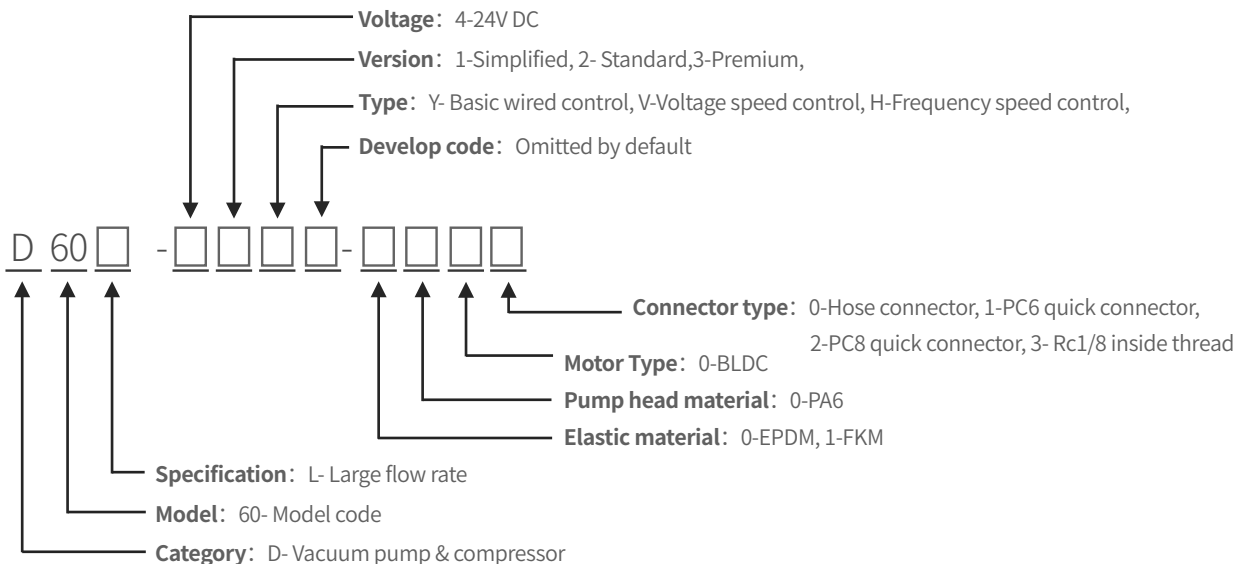 Voltage： 4-24V DC
Version： 1-Simplified, 2- Standard,3-Premium,
Type： Y- Basic wired control, V-Voltage speed control, H-Frequency speed control,
Develop code： Omitted by default
D 60 - -
Connector type： 0-Hose connector, 1-PC6 quick connector,
2-PC8 quick connector, 3- Rc1/8 inside thread
Motor Type： 0-BLDC
Pump head material： 0-PA6
Elastic material： 0-EPDM, 1-FKM
Specification： L- Large flow rate
Model： 60- Model code
Category： D- Vacuum pump & compressor